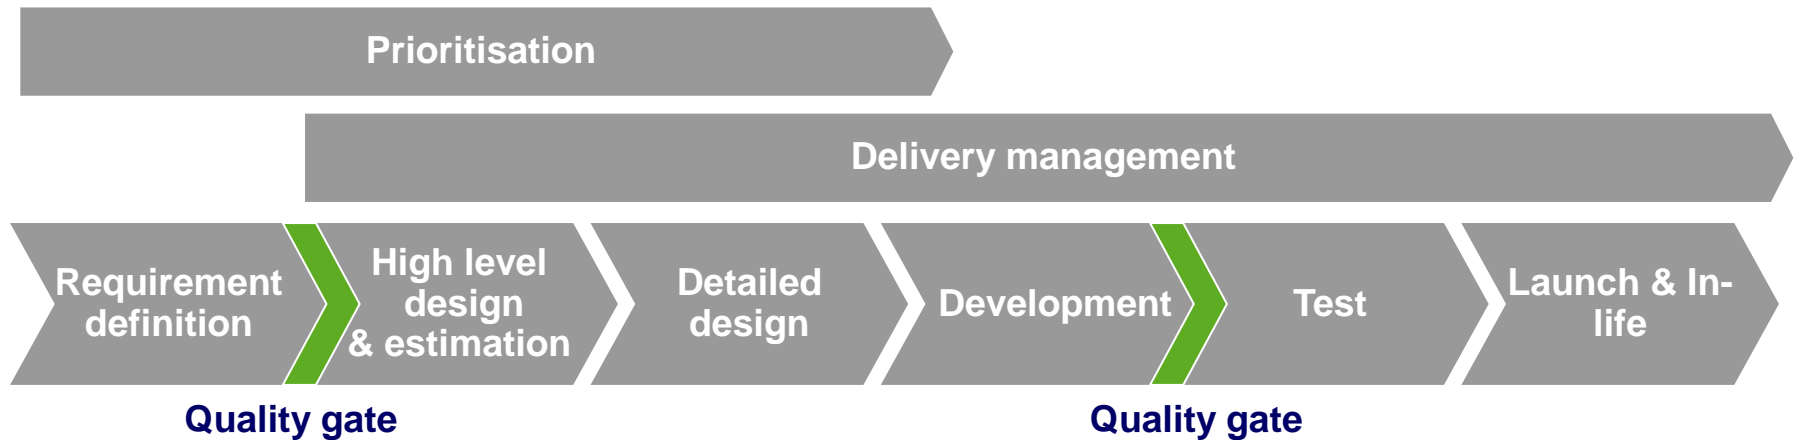 Prioritisation
Delivery management
Requirement
definition
High level
design
& estimation
Detailed
design
Development
Test
Launch & In-
life
Quality gate
Quality gate